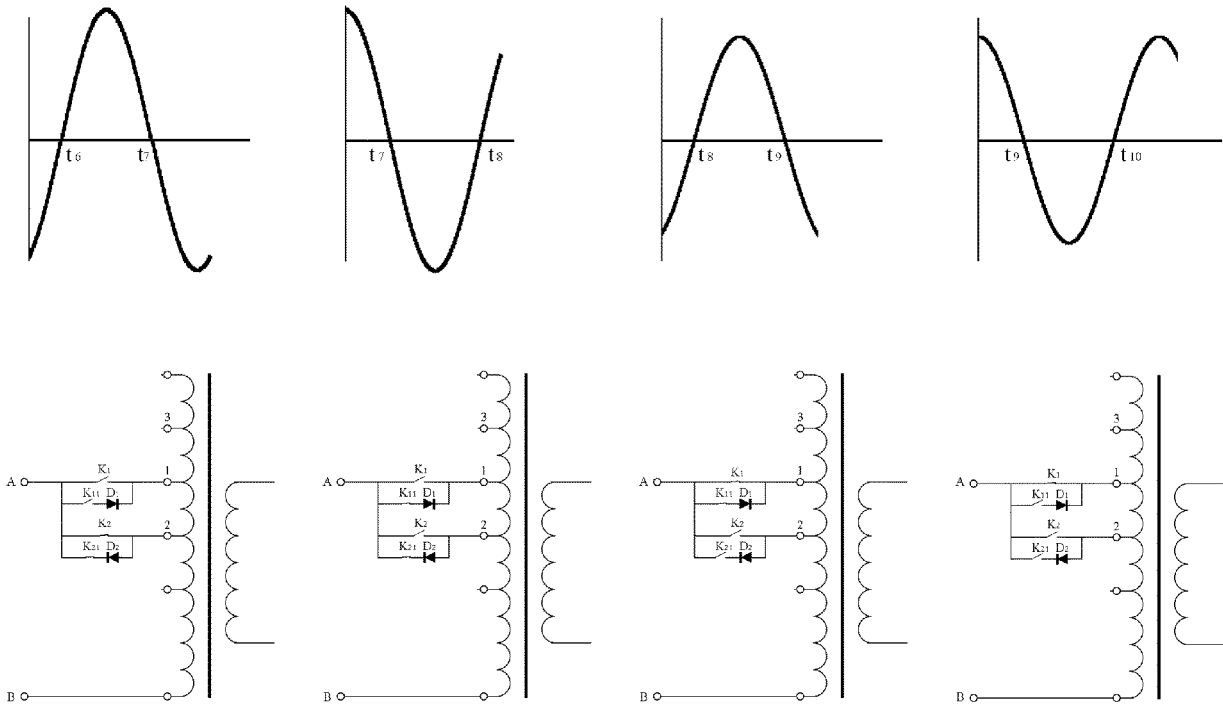 t6 t7 t7 t8 t8 t9 t9 t10
3 3 3 3
A K1 1 A K1 1 A K1 1 A K1 1
K11 D1 K11 D1 K11 D1 K11 D1
K2 2 K2 2 K2 2 K2 2
K21 D2 K21 D2 K21 D2 K21 D2
B B B B